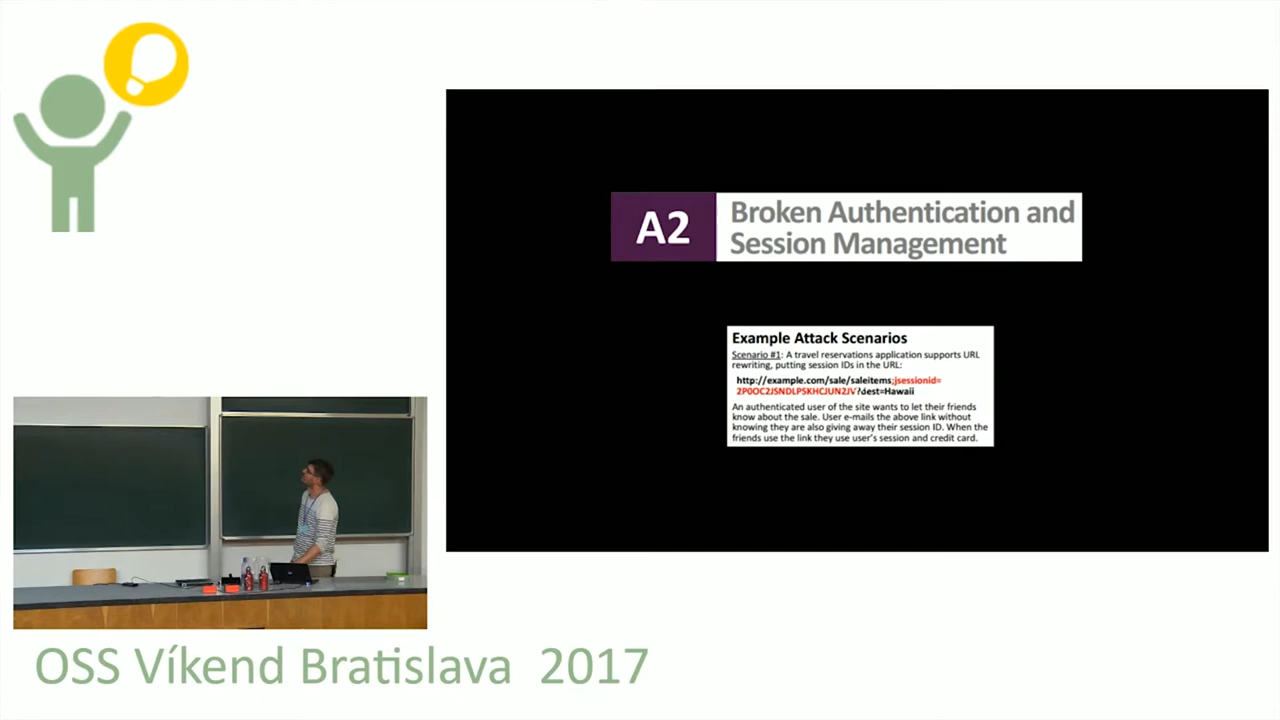 A2
Broken Authentication and
Session Management
Example Attack Scenarios
Scenario #1: A travel reservations application supports URL
rewriting, putting session IDs in the URL:
http://example.com/sale/saleitems;jsessionid=
2P0OC2JSNDLPSKHCJUN2JV?dest=Hawaii
An authenticated user of the site wants to let their friends
know about the sale. User e-mails the above link without
knowing they are also giving away their session ID. When the
friends use the link they use user's session and credit card.
OSS Víkend Bratislava 2017